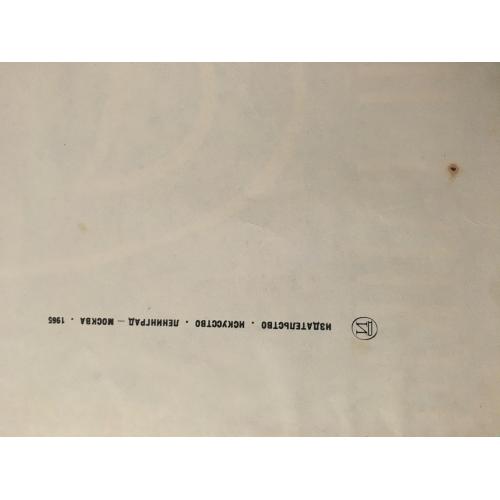 ИЗДАТЕЛЬСТВО · ИСКУССТВО · ЛЕНИНГРАД — МОСКВА · 1965